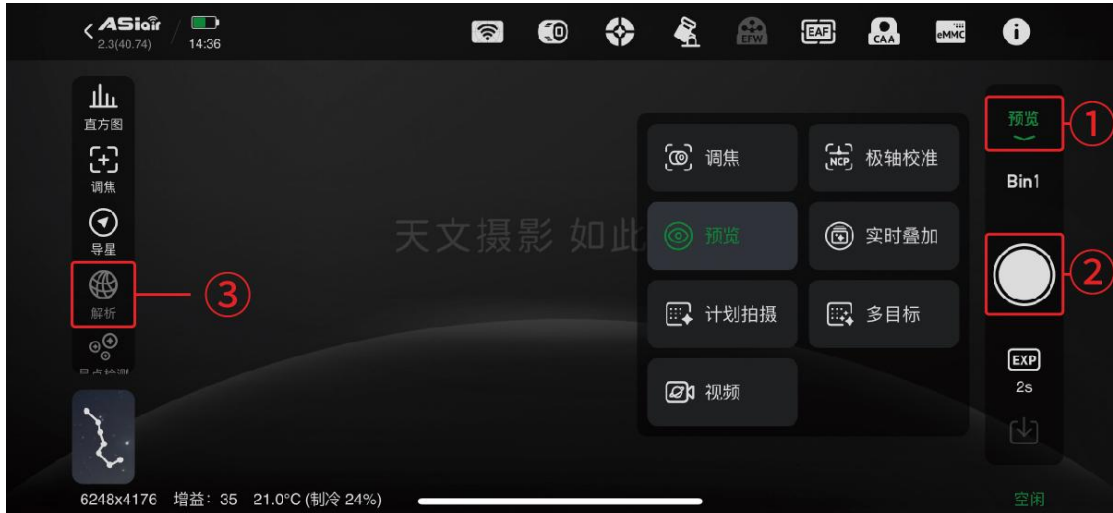 ASiair
2.3(40.74)
14:36
EFW
EAF
CAA
eMMC
直方图
调焦
导星
解析
③
天文摄影 如此
调焦
NCP
极轴校准
预览
实时叠加
计划拍摄
多目标
视频
预览
①
Bin1
②
EXP
2s
空闲
6248x4176 增益：35 21.0°C (制冷 24%)